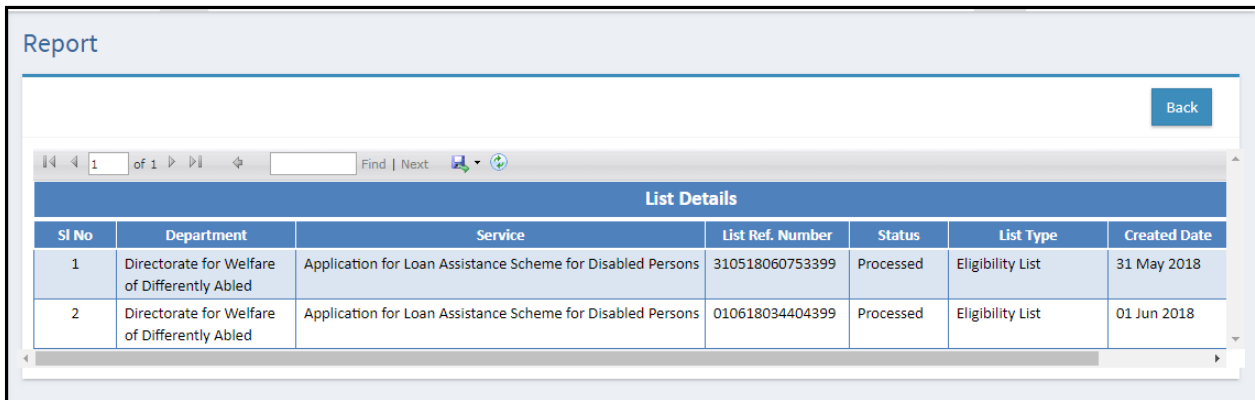 Report
Back
1 of 1 Find | Next
List Details
Sl No Department Service List Ref. Number Status List Type Created Date
1 Directorate for Welfare Application for Loan Assistance Scheme for Disabled Persons 310518060753399 Processed Eligibility List 31 May 2018
of Differently Abled
2 Directorate for Welfare Application for Loan Assistance Scheme for Disabled Persons 010618034404399 Processed Eligibility List 01 Jun 2018
of Differently Abled